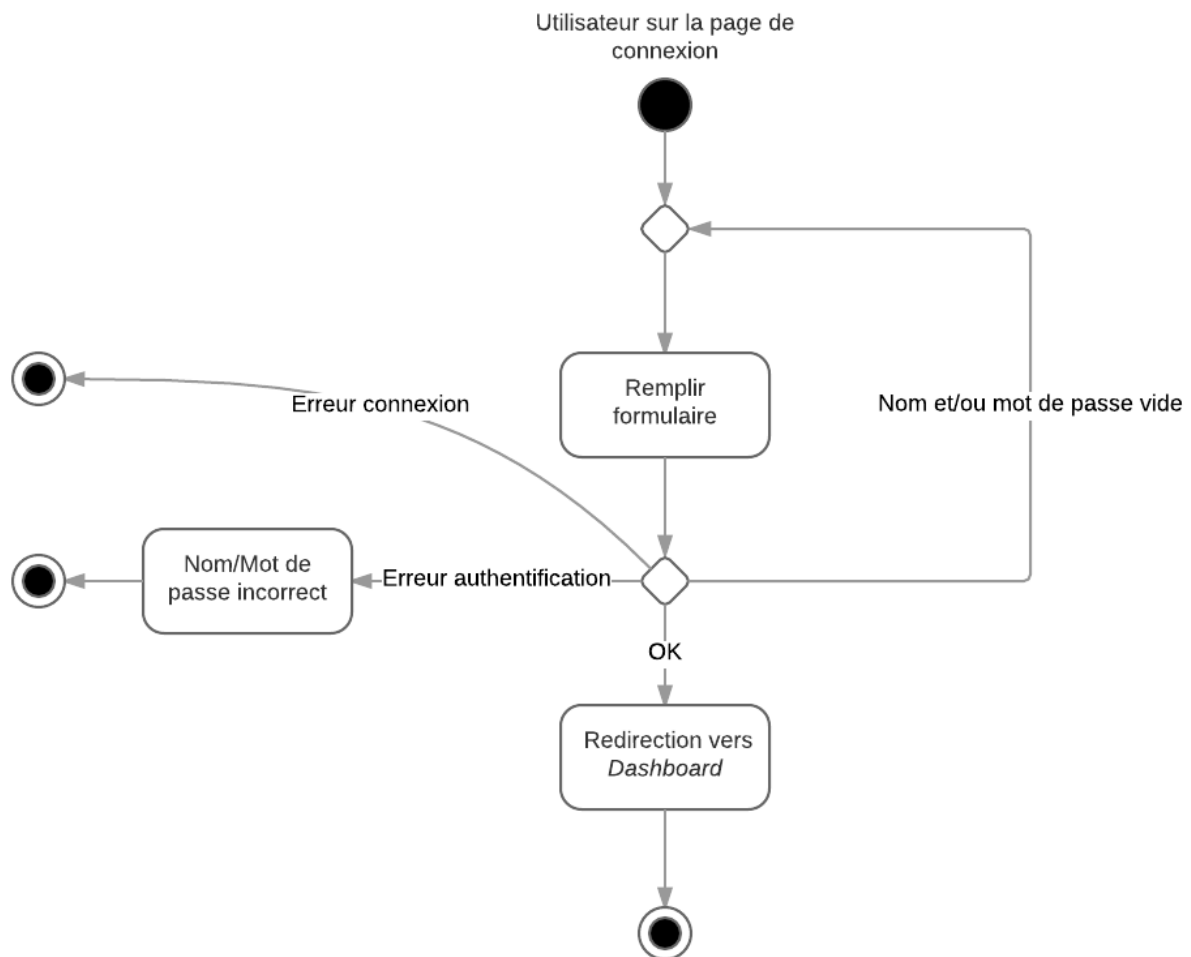 Utilisateur sur la page de
connexion
Remplir
formulaire
Erreur connexion
Nom et/ou mot de passe vide
Nom/Mot de
passe incorrect
Erreur authentification
OK
Redirection vers
Dashboard